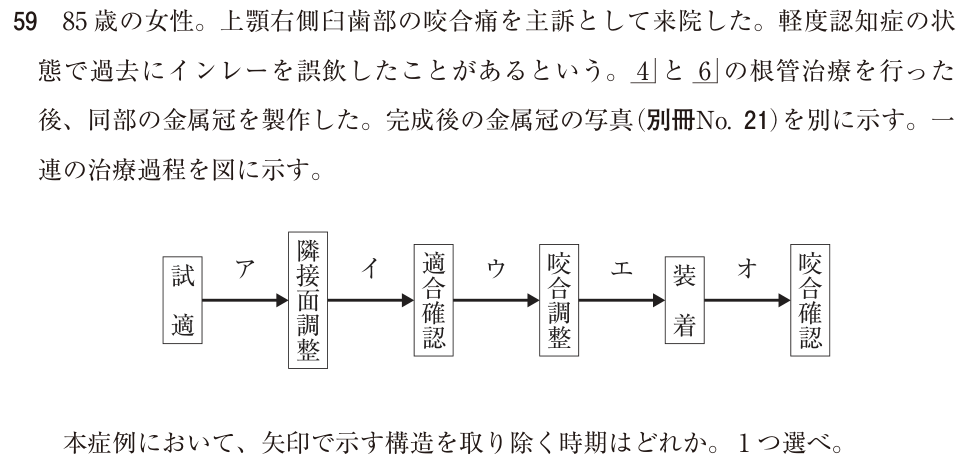 59 85歳の女性。上顎右側臼歯部の咬合痛を主訴として来院した。軽度認知症の状
態で過去にインレーを誤飲したことがあるという。4┘と6┘の根管治療を行った
後、同部の金属冠を製作した。完成後の金属冠の写真(別冊No. 21)を別に示す。一
連の治療過程を図に示す。
試適
ア
隣接面調整
イ
適合確認
ウ
咬合調整
エ
装着
オ
咬合確認
本症例において、矢印で示す構造を取り除く時期はどれか。1つ選べ。